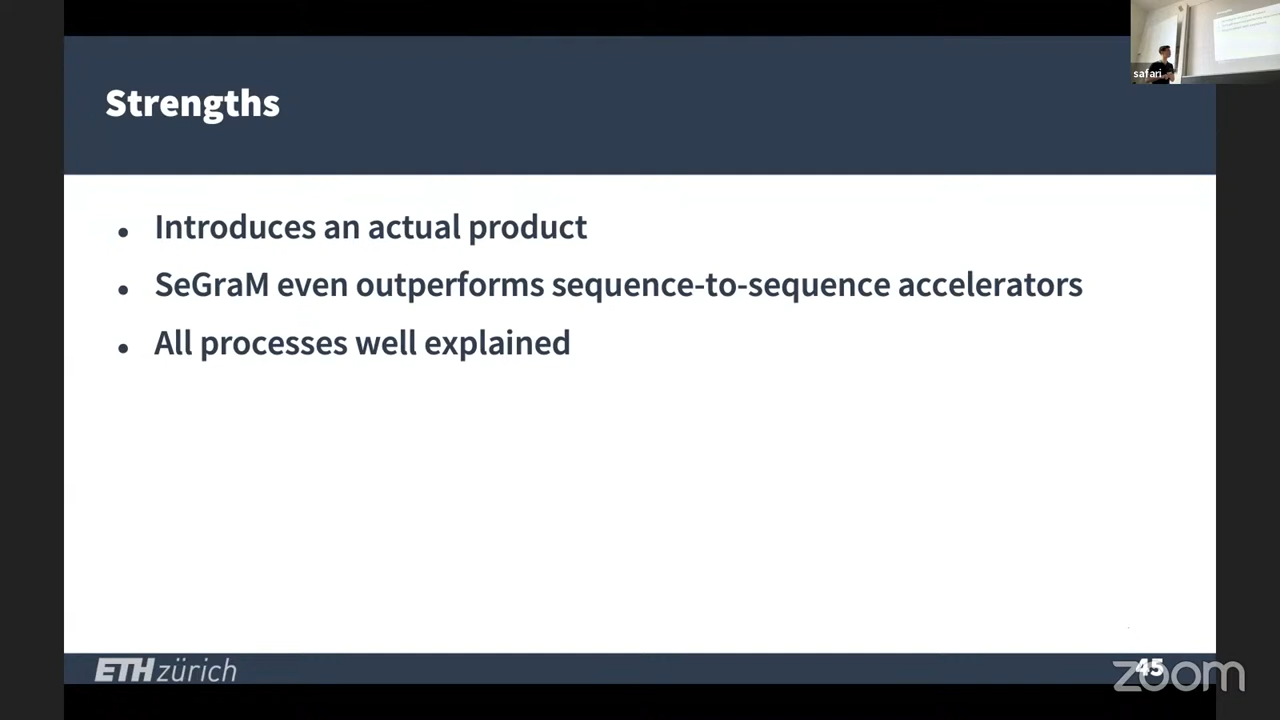 safari
Strengths
• Introduces an actual product
• SeGraM even outperforms sequence-to-sequence accelerators
• All processes well explained
ETH zürich
45
zoom